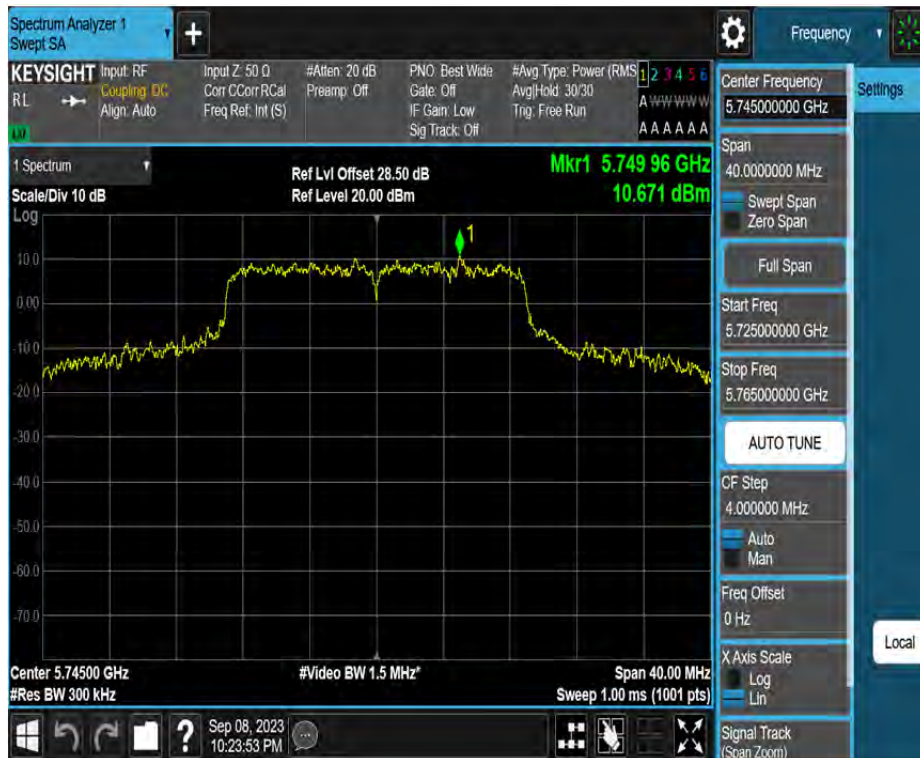 Spectrum Analyzer 1
Swept SA
+
Frequency
KEYSIGHT
RL
Input: RF
Coupling: DC
Align: Auto
Input Z: 50 Ω
Corr CCorr RCal
Freq Ref: Int (S)
#Atten: 20 dB
Preamp: Off
PNO: Best Wide
Gate: Off
IF Gain: Low
Sig Track: Off
#Avg Type: Power (RMS
Avg|Hold: 30/30
Trig: Free Run
1 2 3 4 5 6
A W W W W W
A A A A A A
1 Spectrum
Scale/Div 10 dB
Ref Lvl Offset 28.50 dB
Ref Level 20.00 dBm
Mkr1 5.749 96 GHz
10.671 dBm
Log
1
10.0
0.00
-10.0
-20.0
-30.0
-40.0
-50.0
-60.0
-70.0
Center 5.74500 GHz
#Res BW 300 kHz
#Video BW 1.5 MHz*
Span 40.00 MHz
Sweep 1.00 ms (1001 pts)
?
Sep 08, 2023
10:23:53 PM
Center Frequency
5.745000000 GHz
Span
40.0000000 MHz
Swept Span
Zero Span
Full Span
Start Freq
5.725000000 GHz
Stop Freq
5.765000000 GHz
AUTO TUNE
CF Step
4.000000 MHz
Auto
Man
Freq Offset
0 Hz
X Axis Scale
Log
Lin
Signal Track
(Span Zoom)
Settings
Local